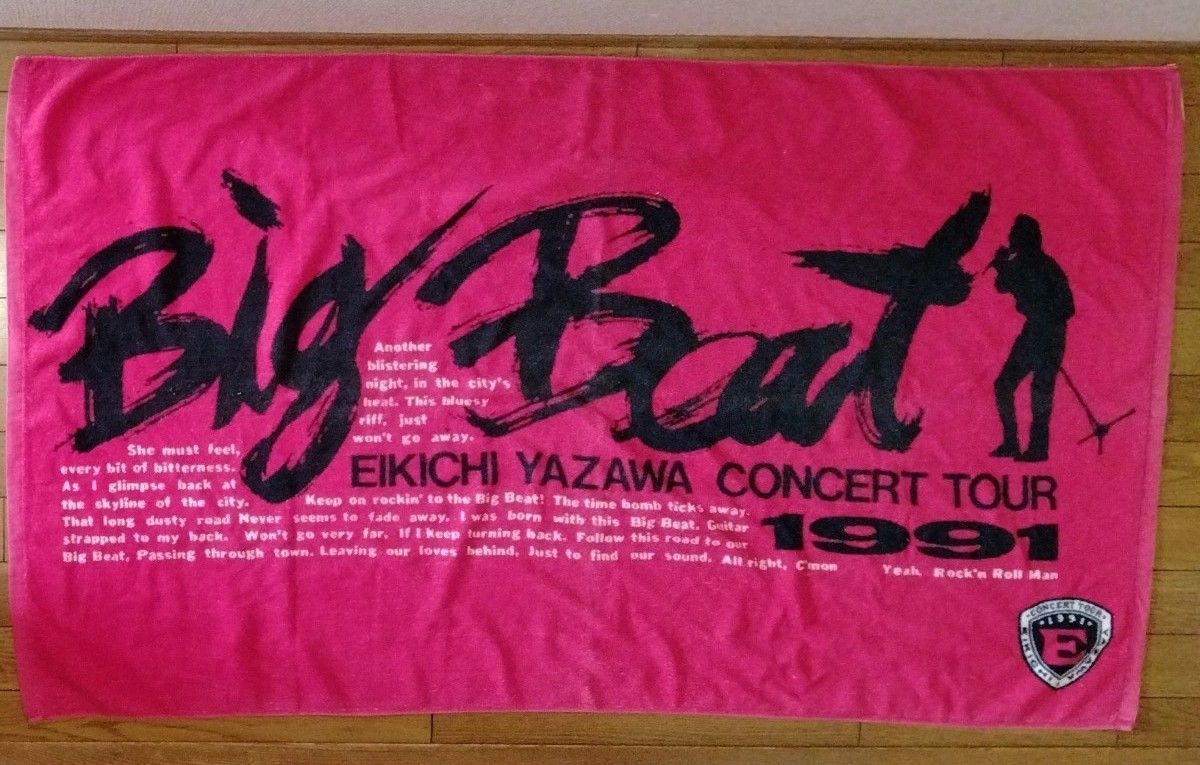 Big Beat
Another
blistering
night, in the city's
heat. This bluesy
riff, just
won't go away.
She must feel,
every bit of bitterness.
As I glimpse back at
the skyline of the city. Keep on rockin' to the Big Beat! The time bomb ticks away.
That long dusty road Never seems to fade away. I was born with this Big Beat. Guitar
strapped to my back. Won't go very far, If I Keep turning back. Follow this road to our
Big Beat, Passing through town. Leaving our loves behind, Just to find our sound. All right, C'mon Yeah, Rock'n Roll Man
EIKICHI YAZAWA CONCERT TOUR
1991
•CONCERT TOUR•
•1991•
E
EIKICHI YAZAWA